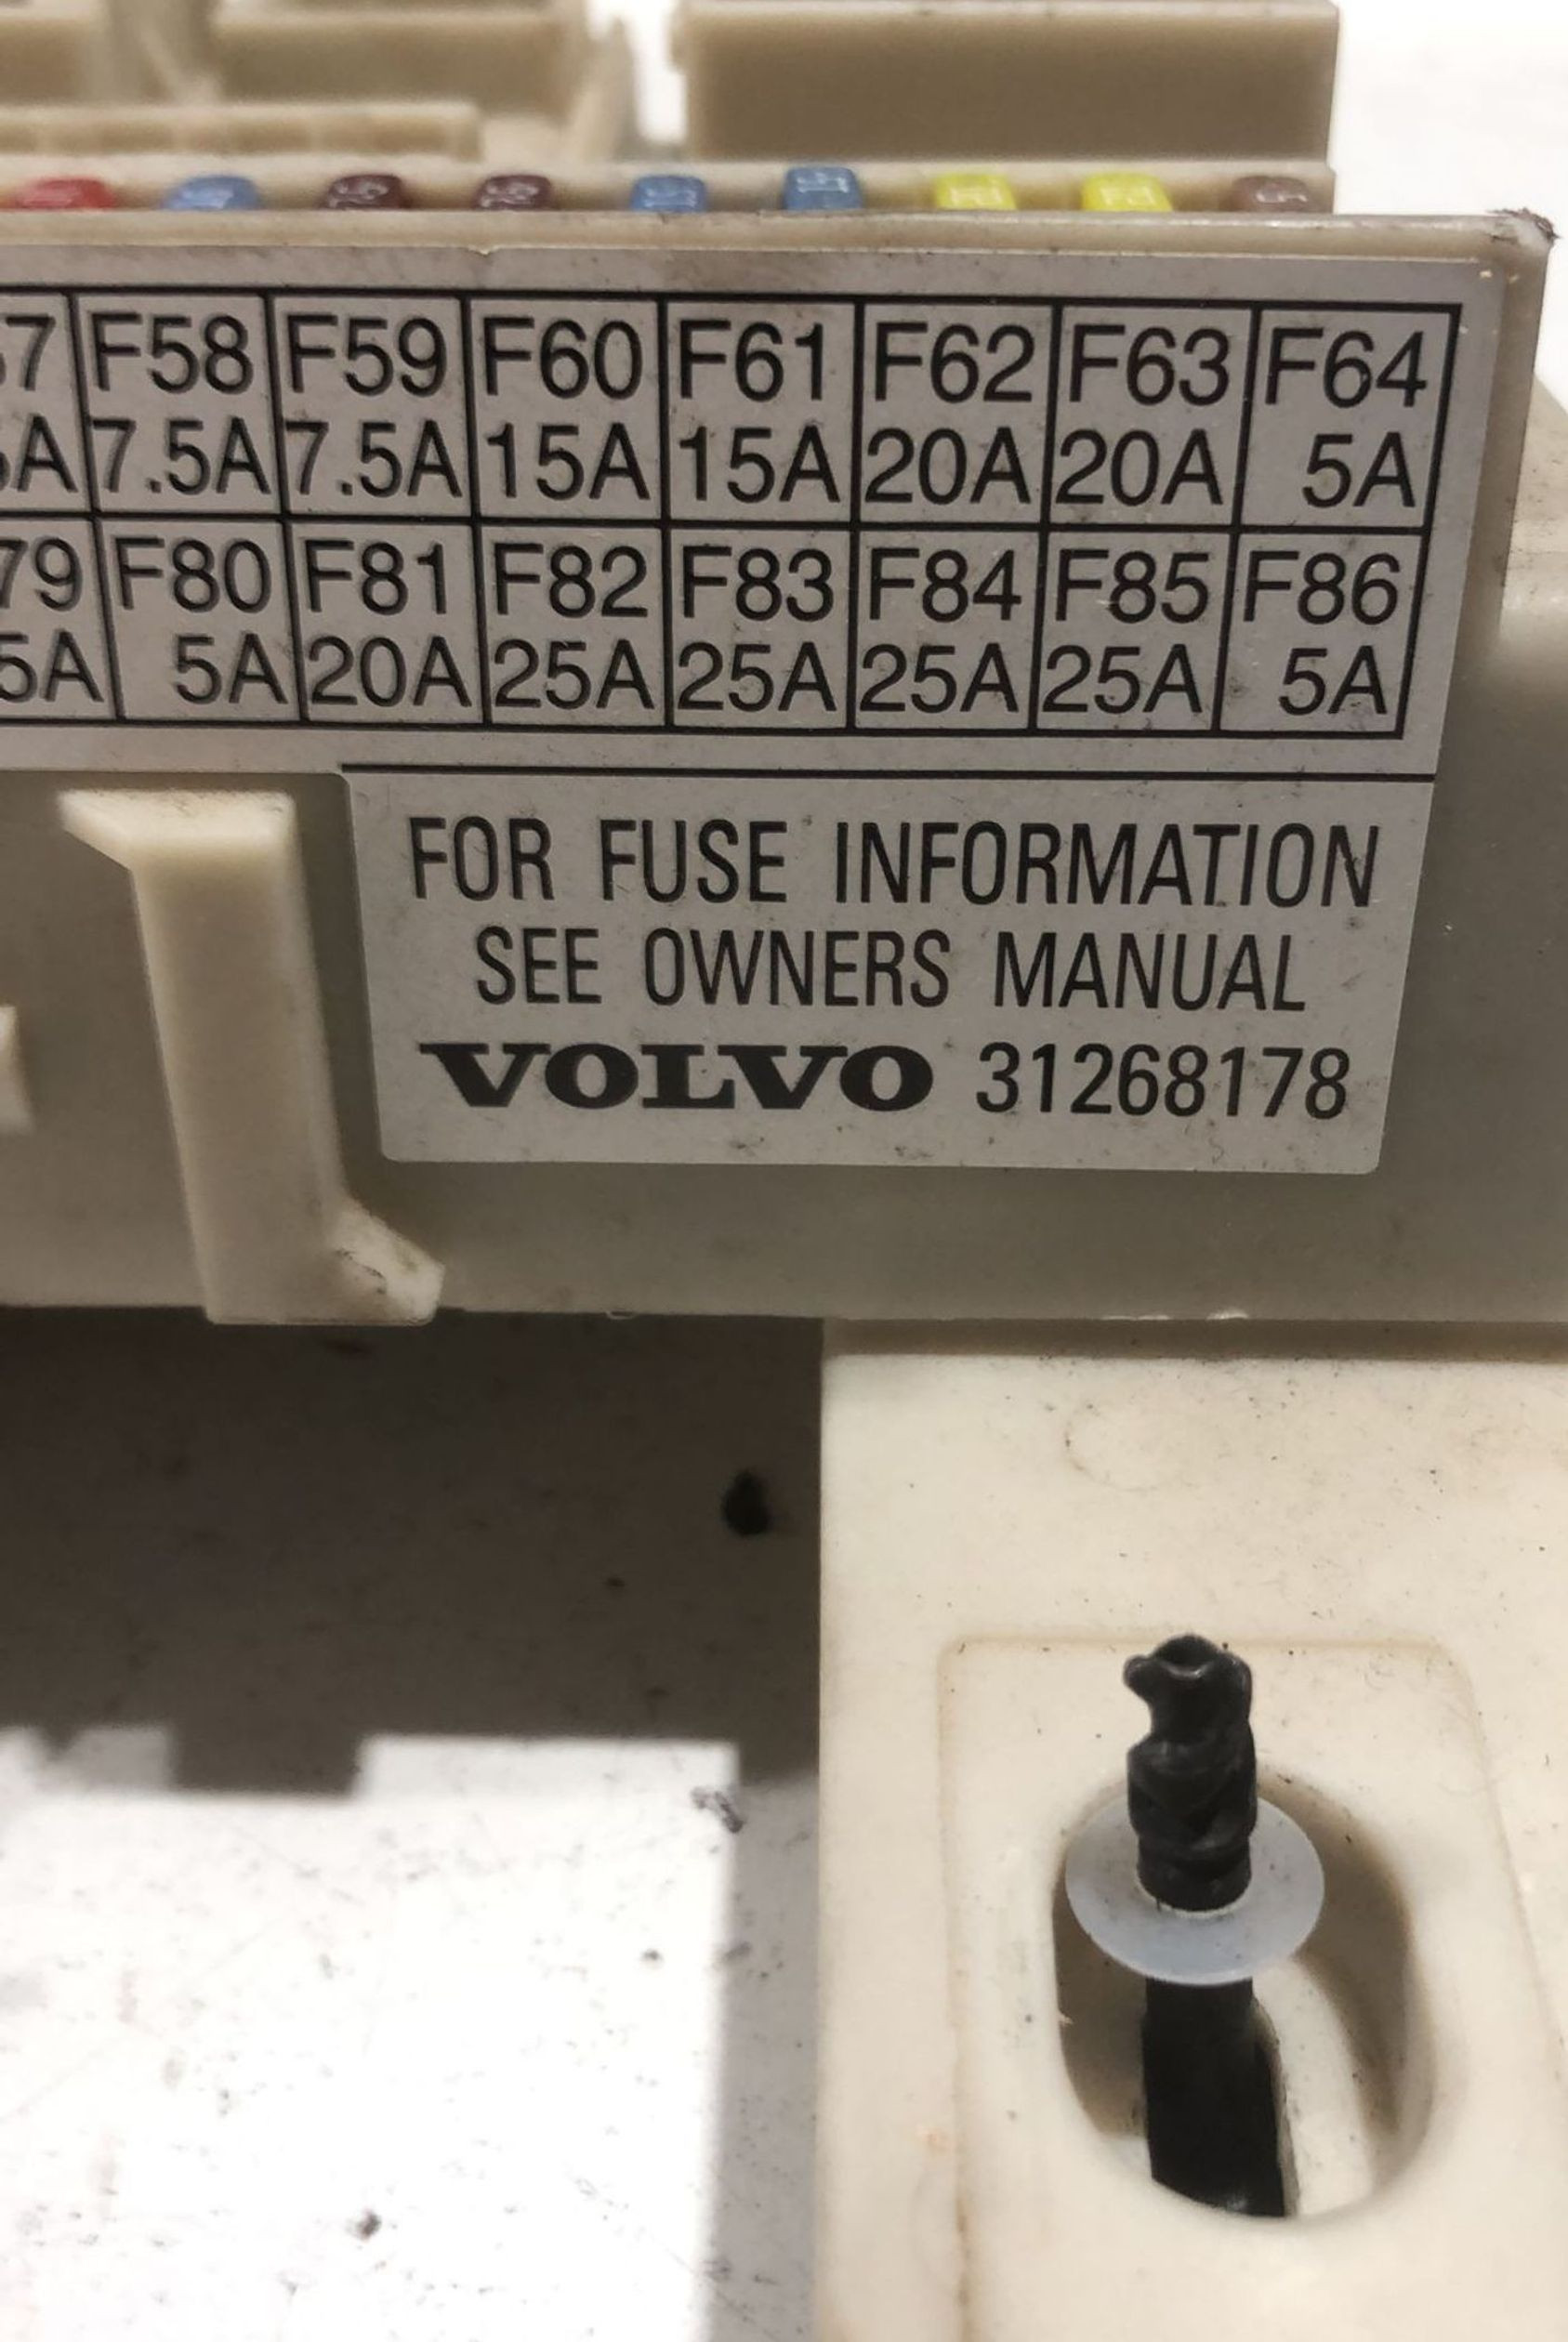 F58 F59 F60 F61 F62 F63 F64
7.5A 7.5A 15A 15A 20A 20A 5A
F80 F81 F82 F83 F84 F85 F86
5A 20A 25A 25A 25A 25A 5A
FOR FUSE INFORMATION
SEE OWNERS MANUAL
VOLVO 31268178